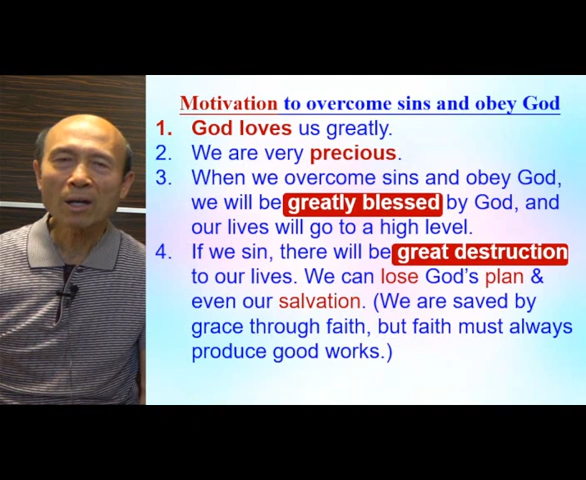 Motivation to overcome sins and obey God
1. God loves us greatly.
2. We are very precious.
3. When we overcome sins and obey God,
we will be greatly blessed by God, and
our lives will go to a high level.
4. If we sin, there will be great destruction
to our lives. We can lose God's plan &
even our salvation. (We are saved by
grace through faith, but faith must always
produce good works.)